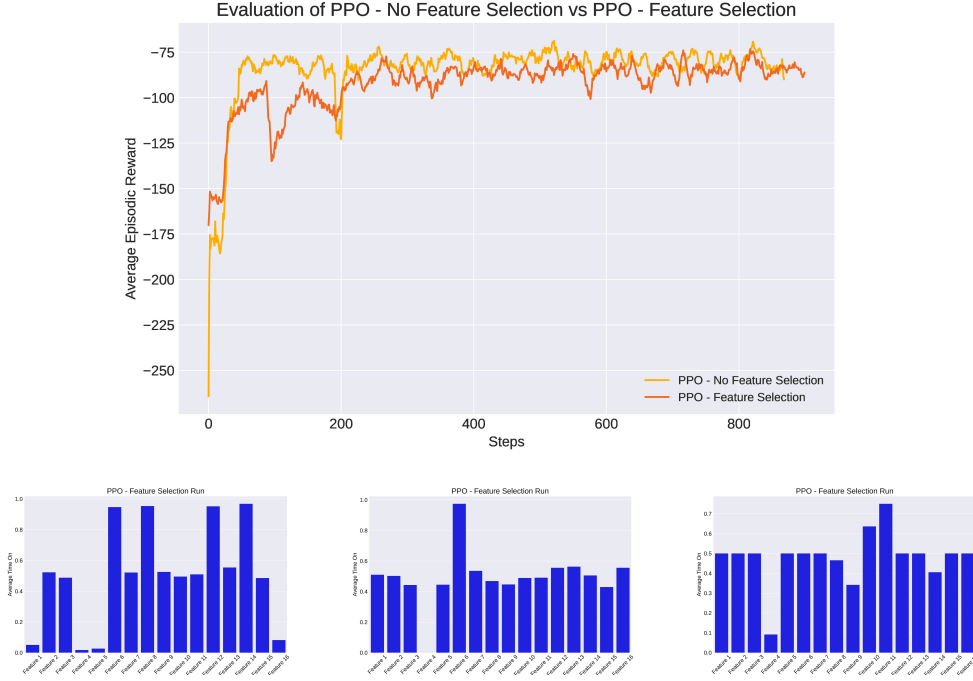 Evaluation of PPO - No Feature Selection vs PPO - Feature Selection
Average Episodic Reward
−75
−100
−125
−150
−175
−200
−225
−250
0 200 400 600 800
Steps
PPO - No Feature Selection
PPO - Feature Selection
PPO - Feature Selection Run
Average Time On
1.0
0.8
0.6
0.4
0.2
0.0
Feature 1 Feature 2 Feature 3 Feature 4 Feature 5 Feature 6 Feature 7 Feature 8 Feature 9 Feature 10 Feature 11 Feature 12 Feature 13 Feature 14 Feature 15 Feature 16
PPO - Feature Selection Run
Average Time On
1.0
0.8
0.6
0.4
0.2
0.0
Feature 1 Feature 2 Feature 3 Feature 4 Feature 5 Feature 6 Feature 7 Feature 8 Feature 9 Feature 10 Feature 11 Feature 12 Feature 13 Feature 14 Feature 15 Feature 16
PPO - Feature Selection Run
Average Time On
0.7
0.6
0.5
0.4
0.3
0.2
0.1
0.0
Feature 1 Feature 2 Feature 3 Feature 4 Feature 5 Feature 6 Feature 7 Feature 8 Feature 9 Feature 10 Feature 11 Feature 12 Feature 13 Feature 14 Feature 15